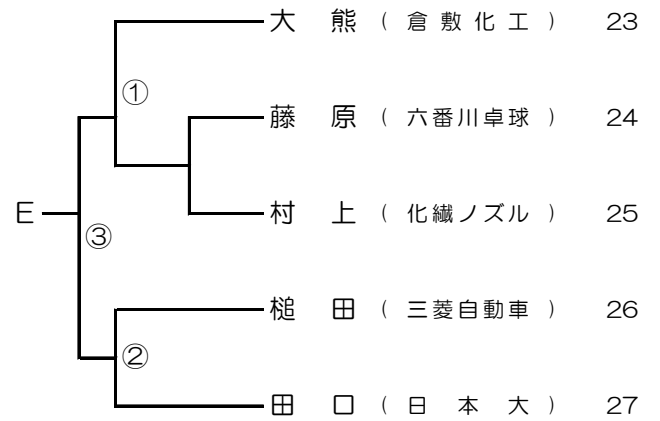 大 熊 ( 倉 敷 化 工 ) 23
①
藤 原 ( 六番川卓球 ) 24
E
村 上 ( 化繊ノズル ) 25
③
槌 田 ( 三菱自動車 ) 26
②
田 口 ( 日 本 大 ) 27